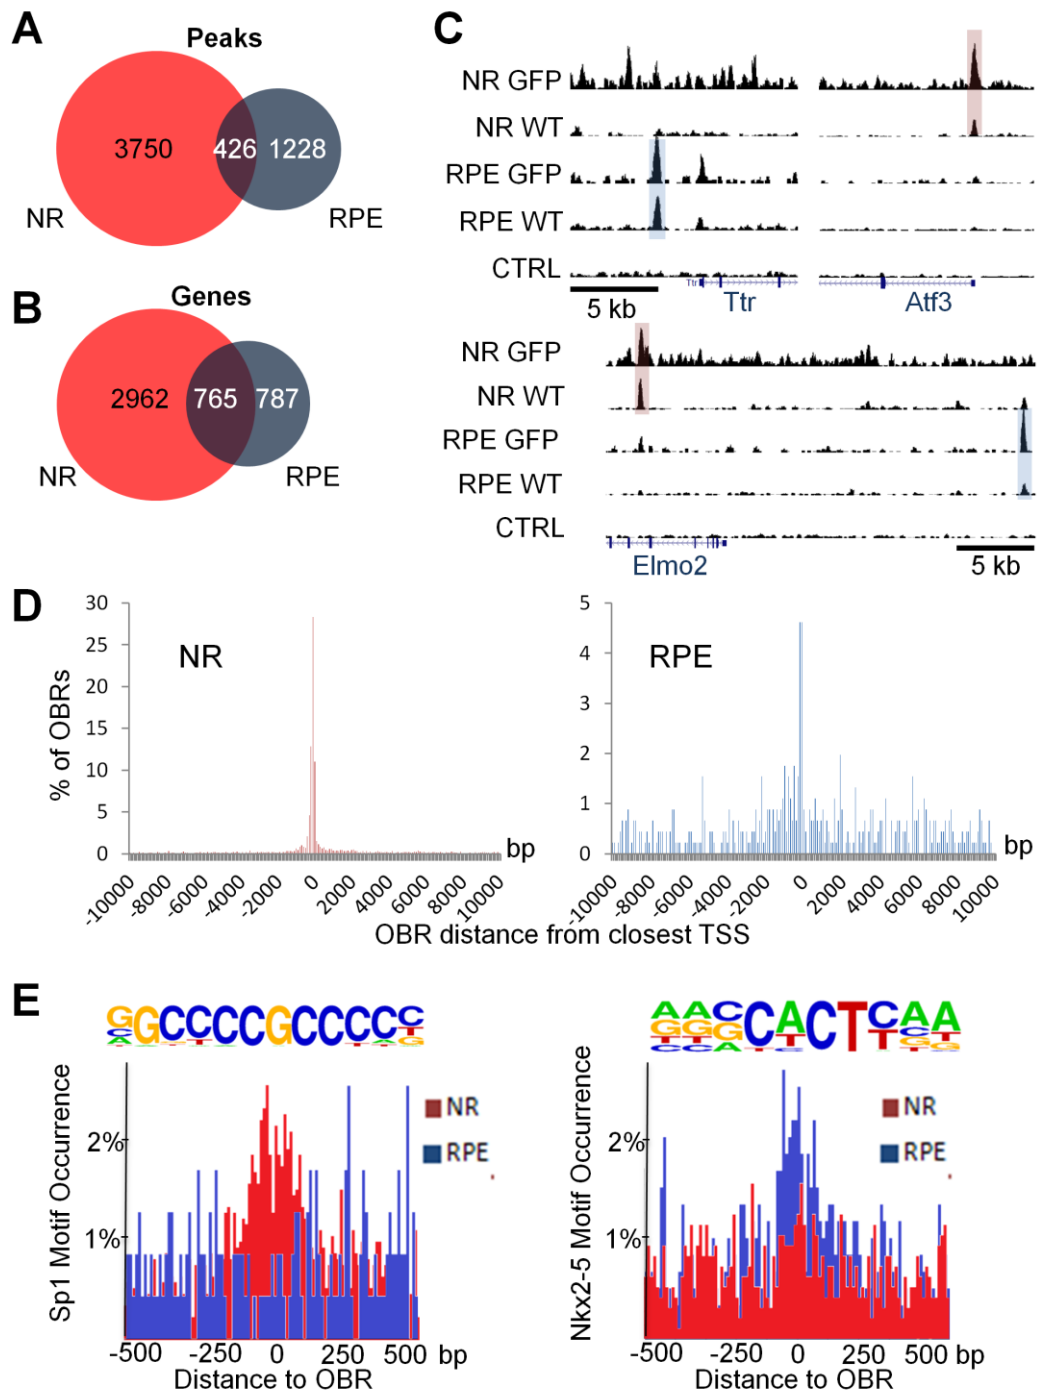 A
Peaks
3750
426
1228
NR
RPE
B
Genes
2962
765
787
NR
RPE
C
NR GFP
NR WT
RPE GFP
RPE WT
CTRL
5 kb
Ttr
Ttr
Atf3
NR GFP
NR WT
RPE GFP
RPE WT
CTRL
Elmo2
5 kb
D
% of OBRs
30
25
20
15
10
5
0
NR
bp
-10000
-8000
-6000
-4000
-2000
0
2000
4000
6000
8000
10000
5
4
3
2
1
0
RPE
bp
-10000
-8000
-6000
-4000
-2000
0
2000
4000
6000
8000
10000
OBR distance from closest TSS
E
GGCCCCGCCCCC
Sp1 Motif Occurrence
2%
1%
NR
RPE
-500 -250 0 250 500 bp
Distance to OBR
AACCACTCAA
Nkx2-5 Motif Occurrence
2%
1%
NR
RPE
-500 -250 0 250 500 bp
Distance to OBR